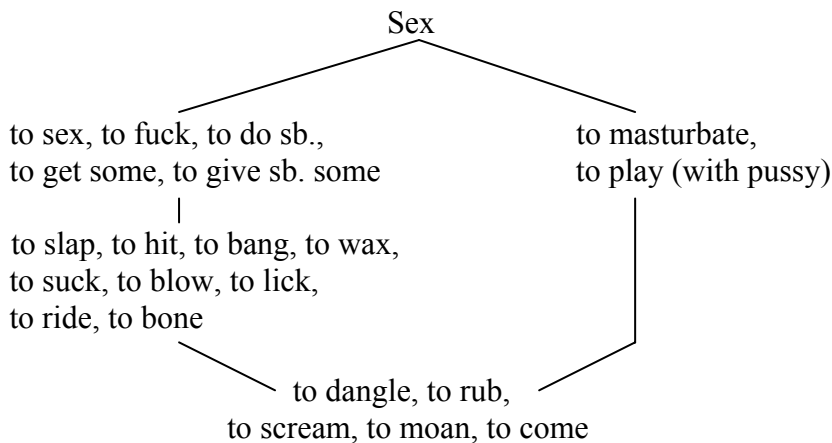 Sex
to sex, to fuck, to do sb.,
to get some, to give sb. some
to masturbate,
to play (with pussy)
to slap, to hit, to bang, to wax,
to suck, to blow, to lick,
to ride, to bone
to dangle, to rub,
to scream, to moan, to come